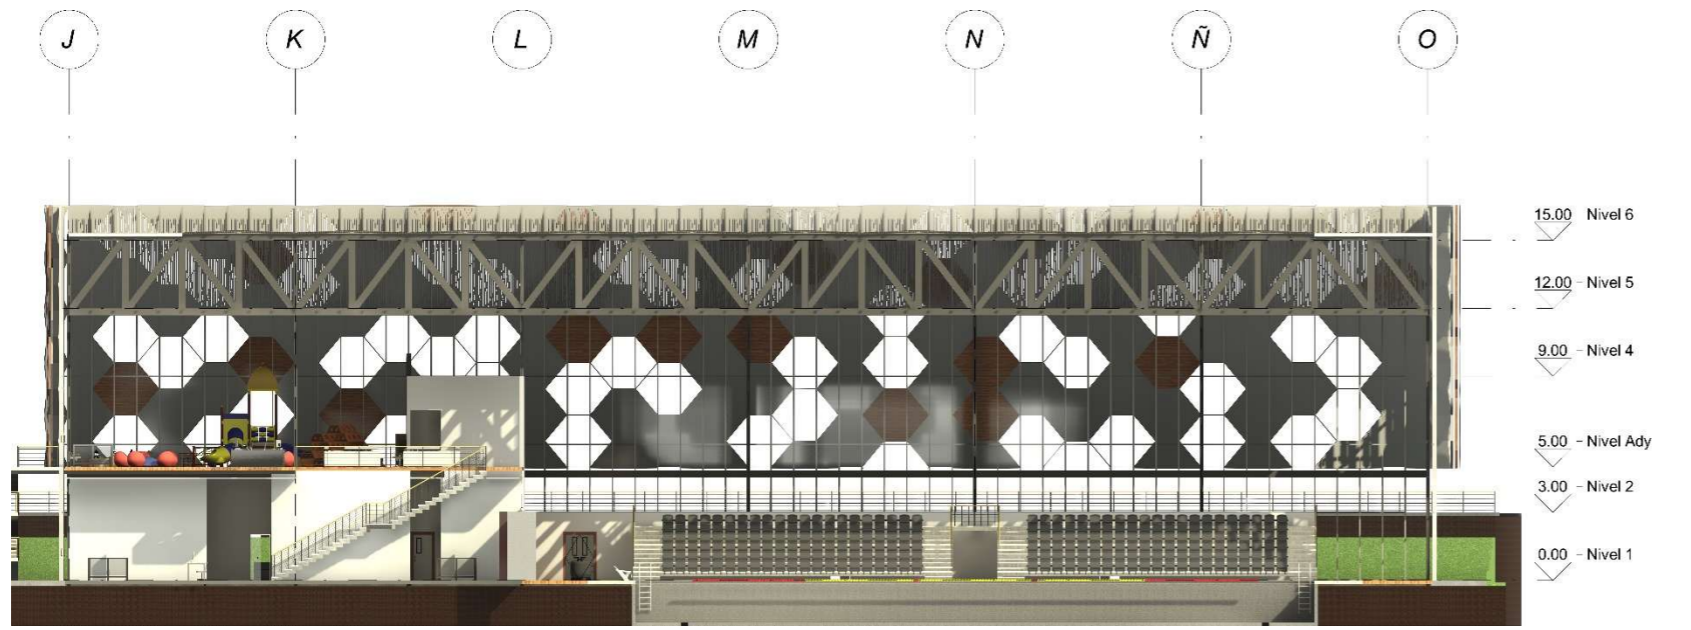 J K L M N Ñ O
15.00 Nivel 6
12.00 Nivel 5
9.00 Nivel 4
5.00 Nivel Ady
3.00 Nivel 2
0.00 Nivel 1